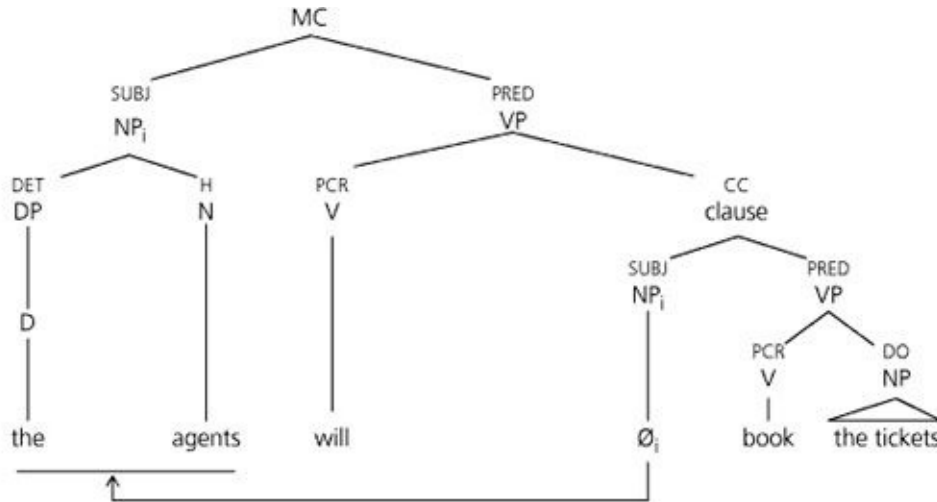 MC
SUBJ PRED
NPi VP
DET H PCR CC
DP N V clause
SUBJ PRED
NPi VP
D
PCR DO
V NP
the agents will Øi book the tickets